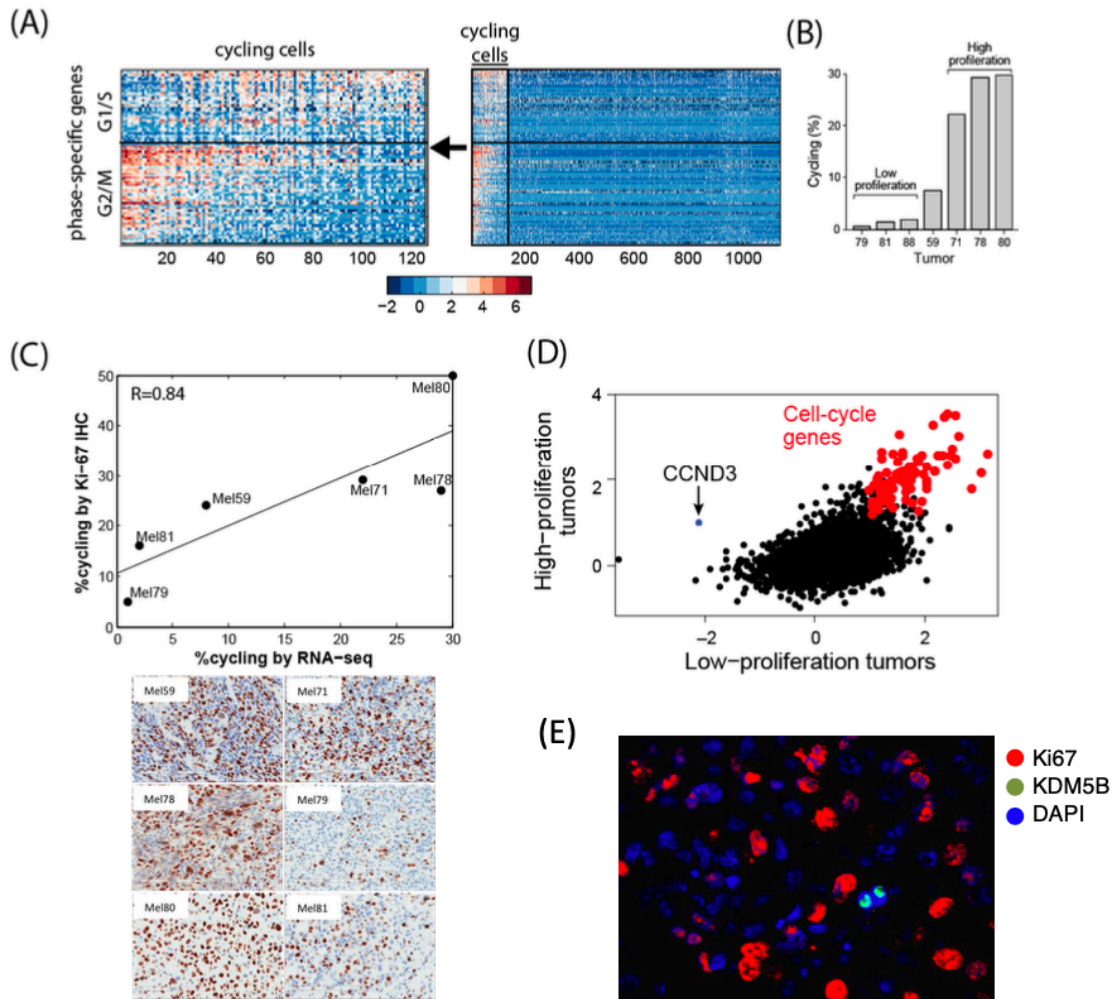 (A)
cycling cells
cycling
cells
phase-specific genes
G1/S
G2/M
20 40 60 80 100 120
200 400 600 800 1000
−2 0 2 4 6
(B)
High
profileration
Low
profileration
Cycling (%)
30
20
10
0
79 81 88 59 71 78 80
Tumor
(C)
R=0.84
%cycling by Ki−67 IHC
50
40
30
20
10
0
Mel80
Mel78
Mel71
Mel59
Mel81
Mel79
0 5 10 15 20 25 30
%cycling by RNA−seq
Mel59
Mel71
Mel78
Mel79
Mel80
Mel81
(D)
High−proliferation
tumors
4
2
0
Cell-cycle
genes
CCND3
−2 0 2
Low−proliferation tumors
(E)
Ki67
KDM5B
DAPI